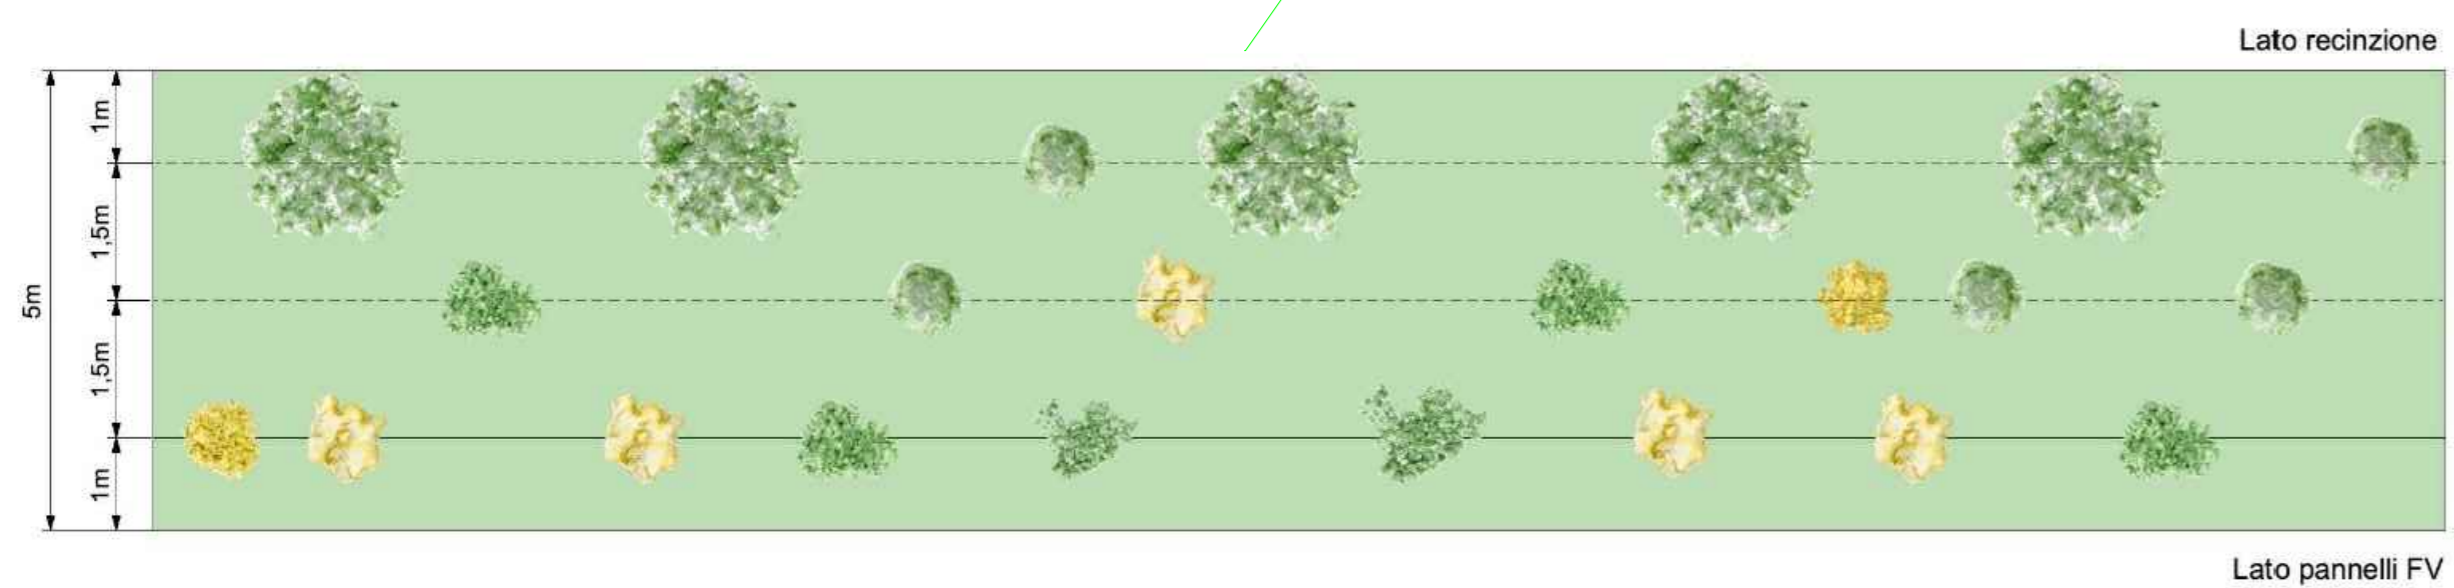 Lato recinzione
1m
1,5m
5m
1,5m
1m
Lato pannelli FV